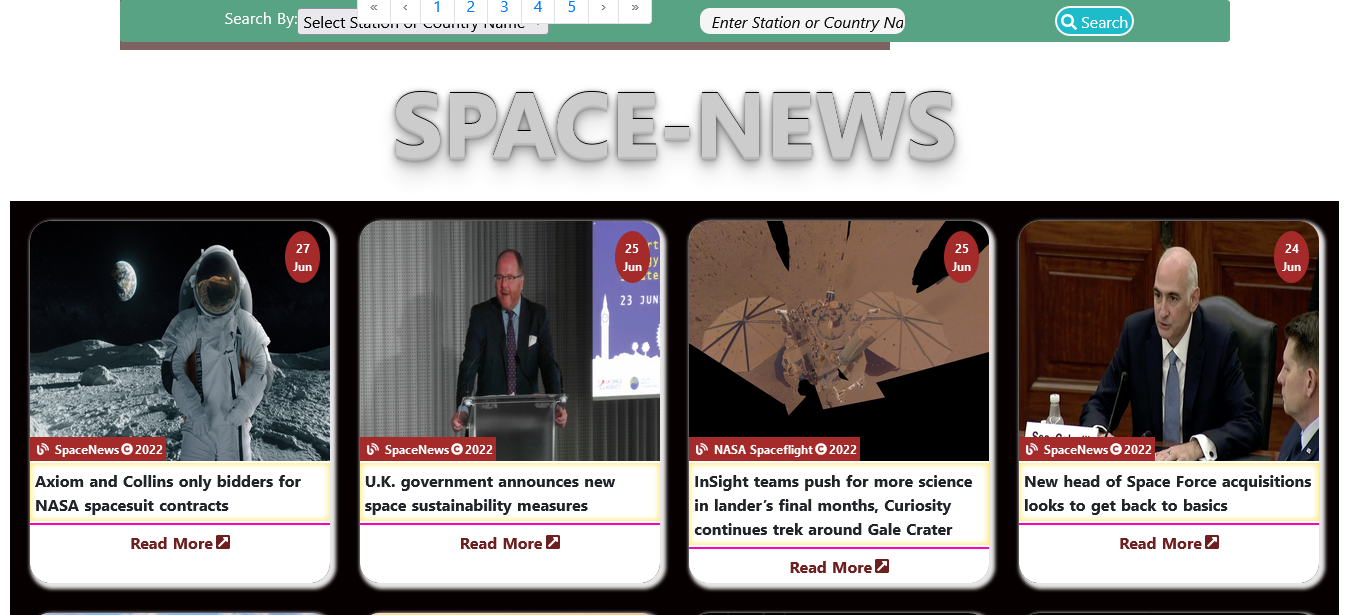 « ‹ 1 2 3 4 5 › »
Search By: Select Station or Country Name
Enter Station or Country Na
Search
SPACE-NEWS
27
Jun
SpaceNews©2022
Axiom and Collins only bidders for
NASA spacesuit contracts
Read More
25
Jun
23 JUN
SpaceNews©2022
U.K. government announces new
space sustainability measures
Read More
25
Jun
NASA Spaceflight©2022
InSight teams push for more science
in lander's final months, Curiosity
continues trek around Gale Crater
Read More
24
Jun
SpaceNews©2022
New head of Space Force acquisitions
looks to get back to basics
Read More